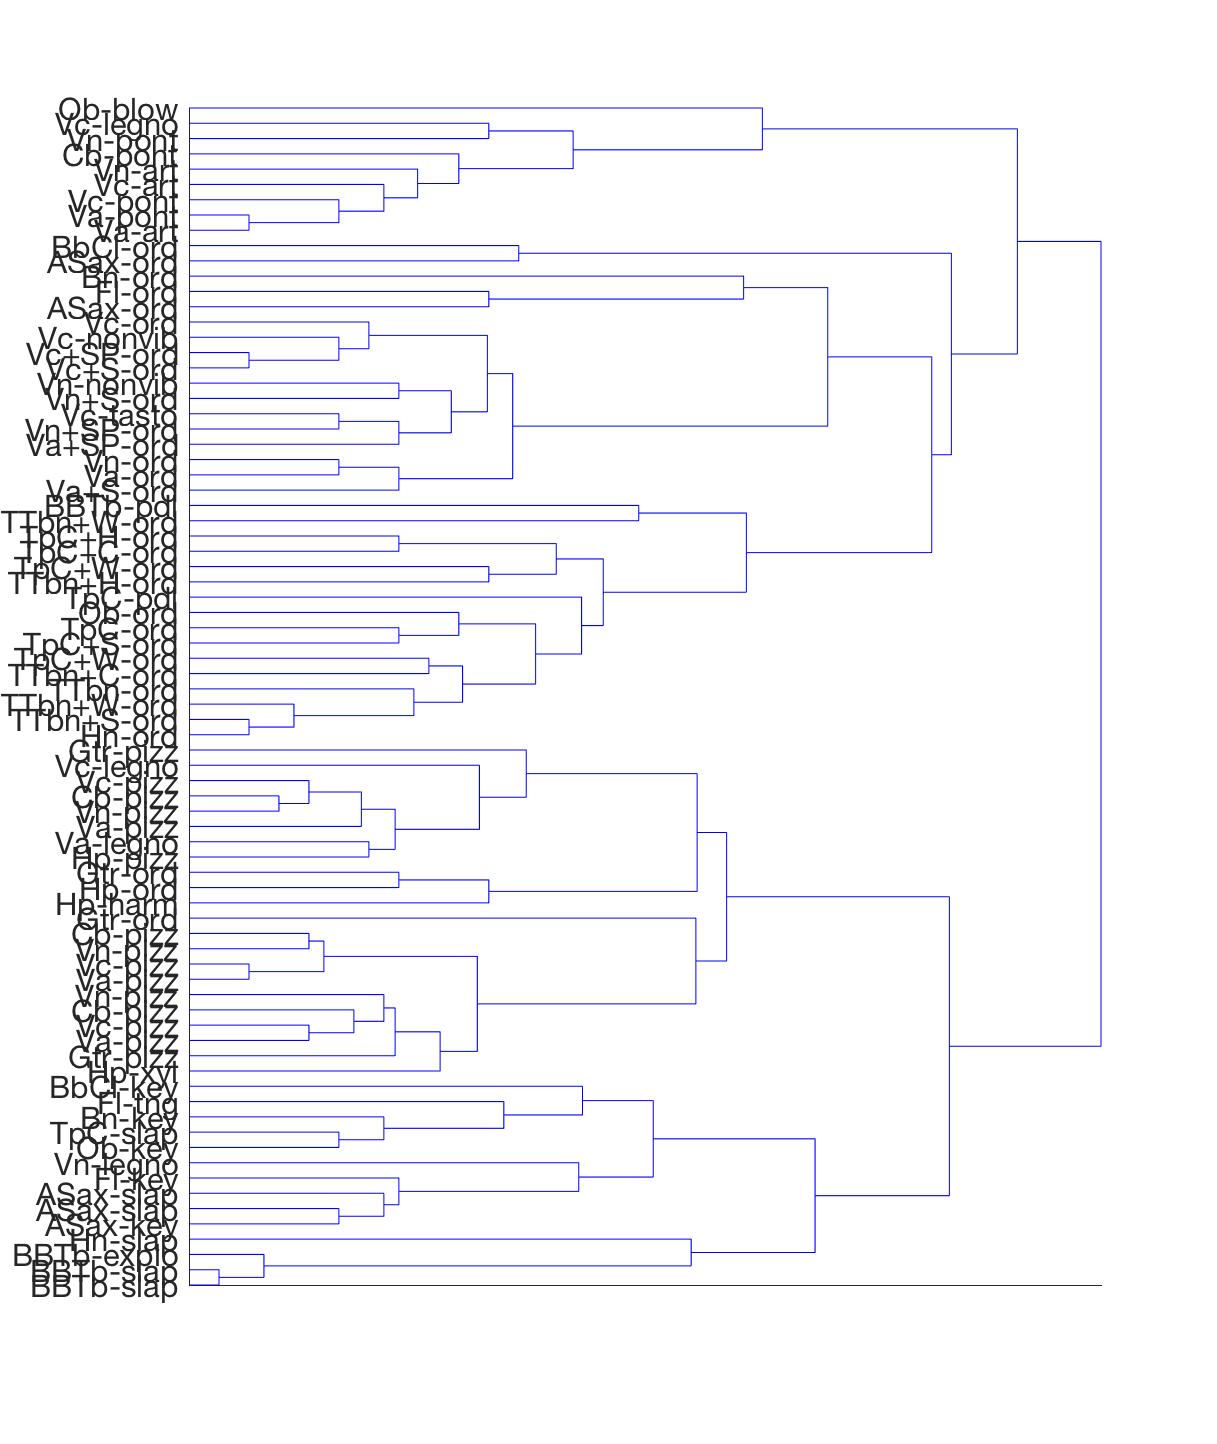 Ob-blow
Vc-legno
Vn-pont
Cb-pont
Vn-art
Vc-art
Vc-pont
Va-pont
Va-art
BbCl-ord
ASax-ord
Bn-ord
Fl-ord
ASax-ord
Vc-ord
Vc-nonvib
Vc+SP-ord
Vc+S-ord
Vn-nonvib
Vn+S-ord
Vc-tasto
Vn+SP-ord
Va+SP-ord
Vn-ord
Va-ord
Va+S-ord
BBTb-pdl
TTbn+W-ord
TpC+H-ord
TpC+C-ord
TpC+W-ord
TTbn+H-ord
TpC-pdl
Ob-ord
TpC-ord
TpC+S-ord
TpC+W-ord
TTbn+C-ord
TTbn-ord
TTbn+W-ord
TTbn+S-ord
Hn-ord
Gtr-pizz
Vc-legno
Vc-pizz
Cb-pizz
Vn-pizz
Va-pizz
Va-legno
Hp-pizz
Gtr-ord
Hp-ord
Hp-harm
Gtr-ord
Cb-pizz
Vn-pizz
Vc-pizz
Va-pizz
Vn-pizz
Cb-pizz
Vc-pizz
Va-pizz
Gtr-pizz
Hp-xyl
BbCl-key
Fl-tng
Bn-key
TpC-slap
Ob-key
Vn-legno
Fl-key
ASax-slap
ASax-slap
ASax-key
Hn-slap
BBTb-explo
BBTb-slap
BBTb-slap